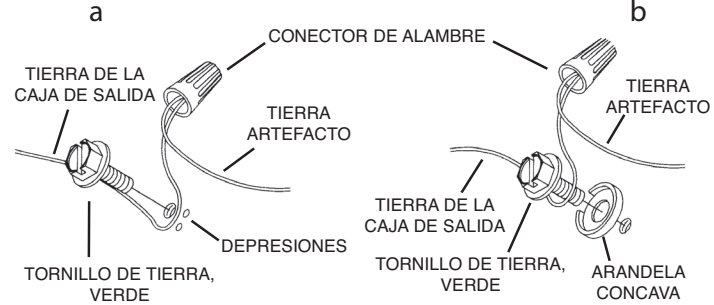 a
b
CONECTOR DE ALAMBRE
TIERRA DE LA
CAJA DE SALIDA
TIERRA
ARTEFACTO
TIERRA
ARTEFACTO
DEPRESIONES
TORNILLO DE TIERRA,
VERDE
TIERRA DE LA
CAJA DE SALIDA
TORNILLO DE TIERRA,
VERDE
ARANDELA
CONCAVA